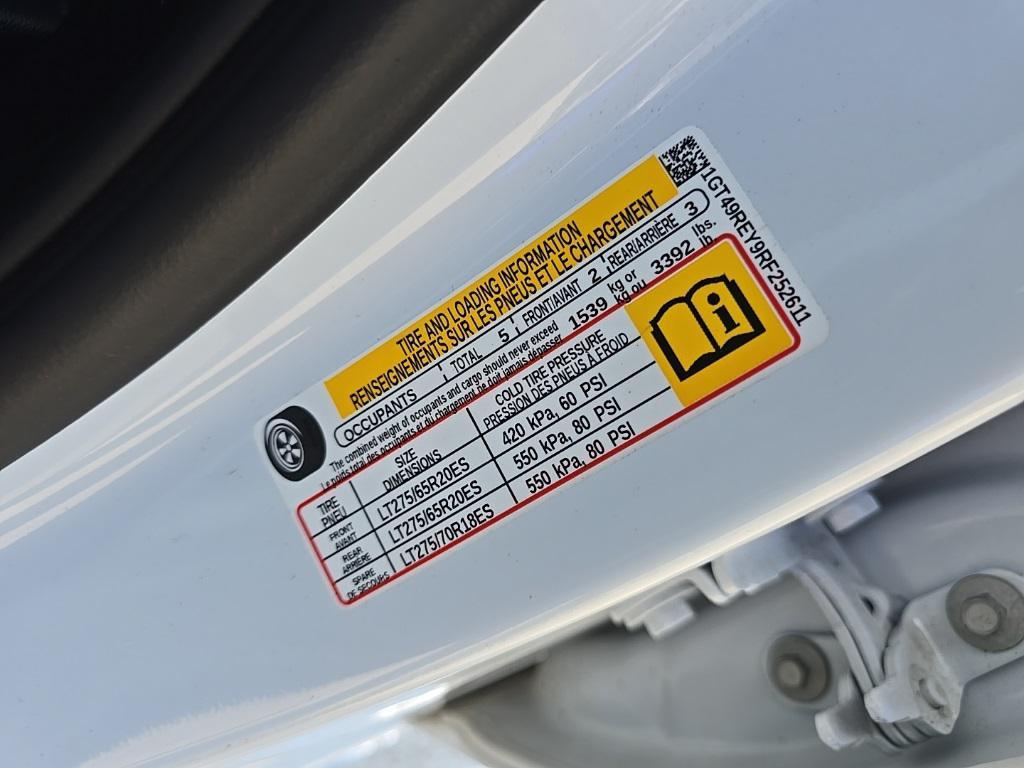 TIRE AND LOADING INFORMATION
RENSEIGNEMENTS SUR LES PNEUS ET LE CHARGEMENT
OCCUPANTS TOTAL 5 FRONT/AVANT 2 REAR/ARRIÈRE 3
The combined weight of occupants and cargo should never exceed 1539 kg or 3392 lbs.
Le poids total des occupants et du chargement ne doit jamais dépasser kg ou lb.
TIRE SIZE COLD TIRE PRESSURE
PNEU DIMENSIONS PRESSION DES PNEUS À FROID
FRONT
AVANT LT275/65R20ES 420 kPa, 60 PSI
REAR
ARRIÈRE LT275/65R20ES 550 kPa, 80 PSI
SPARE
DE SECOURS LT275/70R18ES 550 kPa, 80 PSI
1GT49REY9RF252611